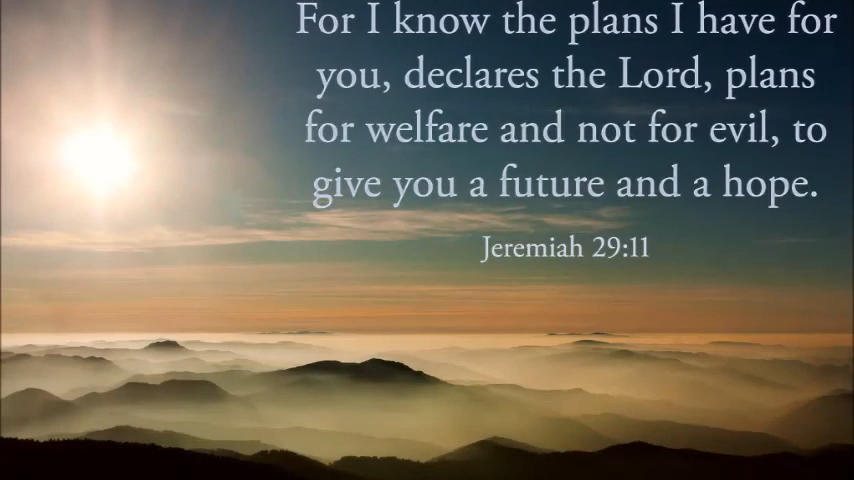 For I know the plans I have for
you, declares the Lord, plans
for welfare and not for evil, to
give you a future and a hope.
Jeremiah 29:11